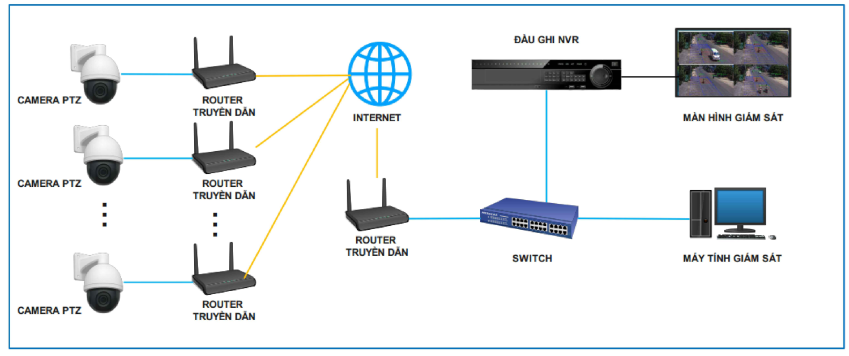 CAMERA PTZ
ROUTER
TRUYỀN DẪN
INTERNET
ĐẦU GHI NVR
MÀN HÌNH GIÁM SÁT
CAMERA PTZ
ROUTER
TRUYỀN DẪN
ROUTER
TRUYỀN DẪN
SWITCH
MÁY TÍNH GIÁM SÁT
CAMERA PTZ
ROUTER
TRUYỀN DẪN